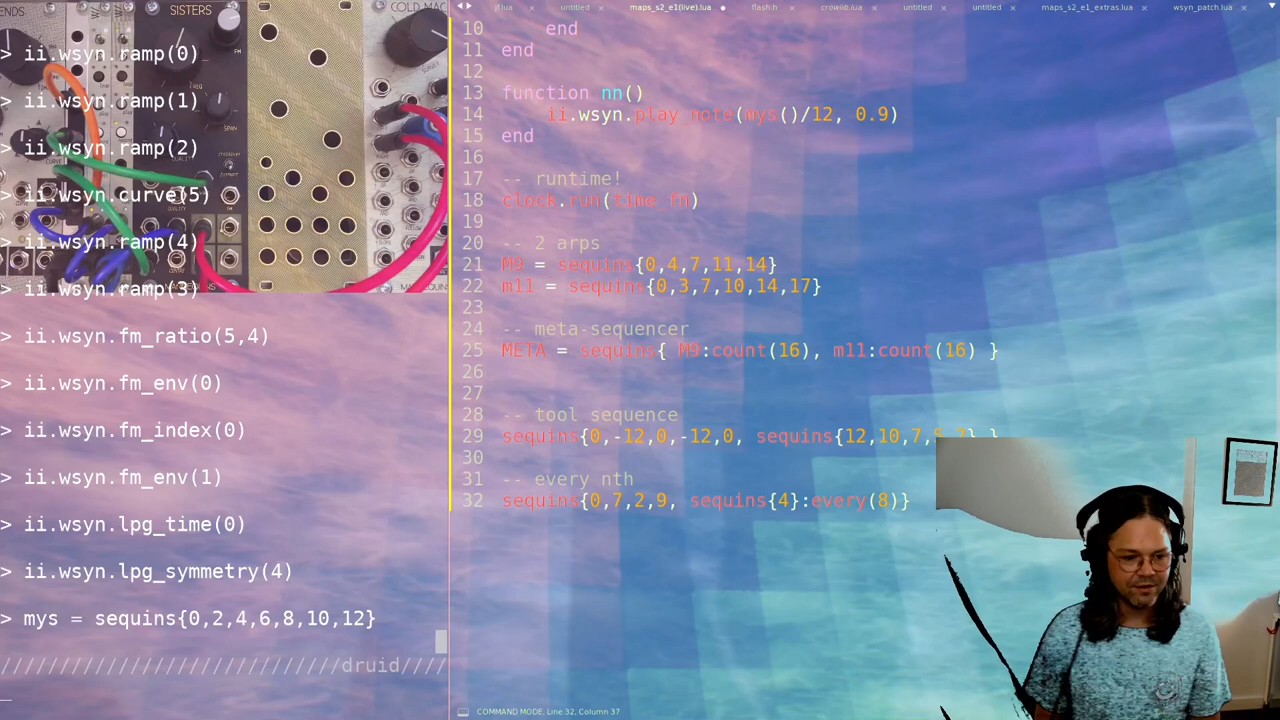 SISTERS
COLD MAC
> ii.wsyn.ramp(0)
> ii.wsyn.ramp(1)
> ii.wsyn.ramp(2)
> ii.wsyn.curve(5)
> ii.wsyn.ramp(4)
> ii.wsyn.ramp(3)
> ii.wsyn.fm_ratio(5,4)
> ii.wsyn.fm_env(0)
> ii.wsyn.fm_index(0)
> ii.wsyn.fm_env(1)
> ii.wsyn.lpg_time(0)
> ii.wsyn.lpg_symmetry(4)
> mys = sequins{0,2,4,6,8,10,12}
//////////////////////////druid////
untitled × maps_s2_e1(live).lua flash.h × crowlib.lua × untitled × untitled × maps_s2_e1_extras.lua × wsyn_patch.lua ×
10 end
11 end
12
13 function nn()
14 ii.wsyn.play_note(mys()/12, 0.9)
15 end
16
17 -- runtime!
18 clock.run(time_fn)
19
20 -- 2 arps
21 M9 = sequins{0,4,7,11,14}
22 m11 = sequins{0,3,7,10,14,17}
23
24 -- meta-sequencer
25 META = sequins{ M9:count(16), m11:count(16) }
26
27
28 -- tool sequence
29 sequins{0,-12,0,-12,0, sequins{12,10,7,5,2} }
30
31 -- every nth
32 sequins{0,7,2,9, sequins{4}:every(8)}
COMMAND MODE, Line 32, Column 37